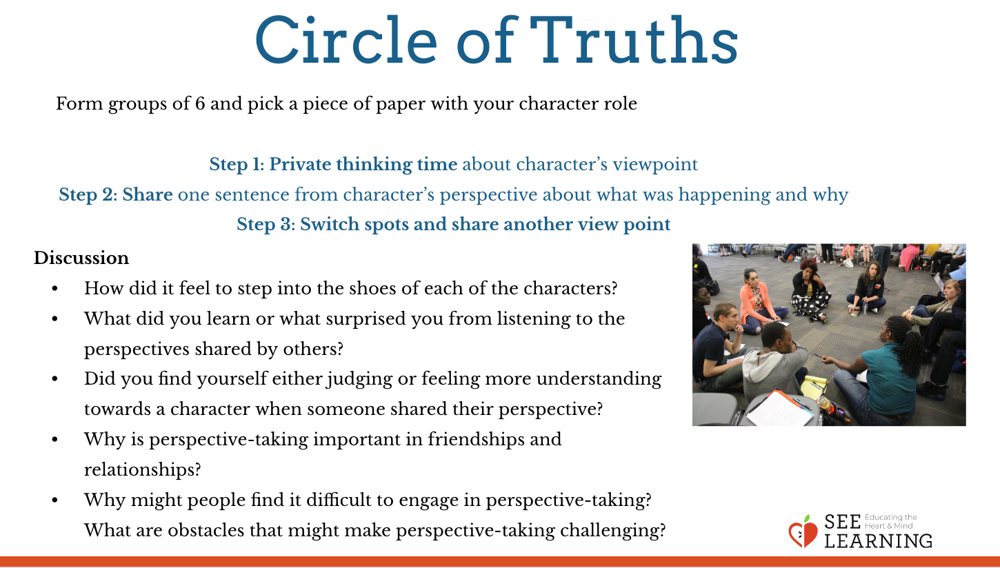 Circle of Truths
Form groups of 6 and pick a piece of paper with your character role
Step 1: Private thinking time about character’s viewpoint
Step 2: Share one sentence from character’s perspective about what was happening and why
Step 3: Switch spots and share another view point
Discussion
• How did it feel to step into the shoes of each of the characters?
• What did you learn or what surprised you from listening to the
perspectives shared by others?
• Did you find yourself either judging or feeling more understanding
towards a character when someone shared their perspective?
• Why is perspective-taking important in friendships and
relationships?
• Why might people find it difficult to engage in perspective-taking?
What are obstacles that might make perspective-taking challenging?
SEE Educating the
Heart & Mind
LEARNING